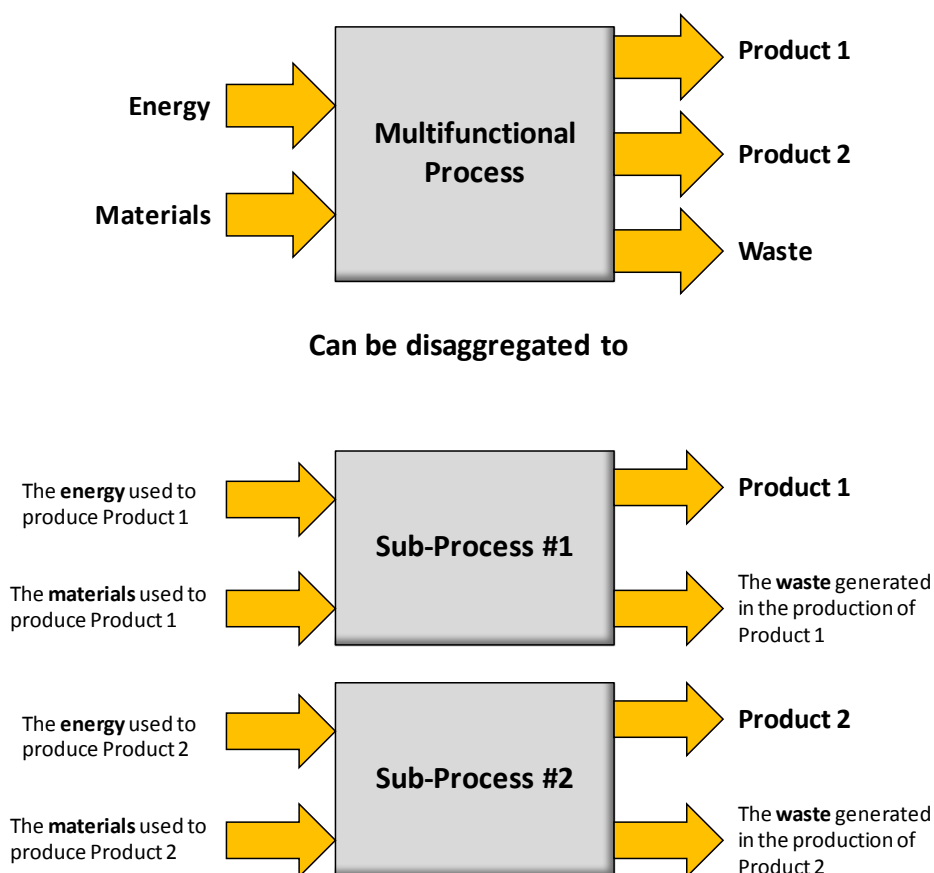 Energy
Materials
Multifunctional
Process
Product 1
Product 2
Waste
Can be disaggregated to
The energy used to
produce Product 1
The materials used to
produce Product 1
Sub-Process #1
Product 1
The waste generated
in the production of
Product 1
The energy used to
produce Product 2
The materials used to
produce Product 2
Sub-Process #2
Product 2
The waste generated
in the production of
Product 2